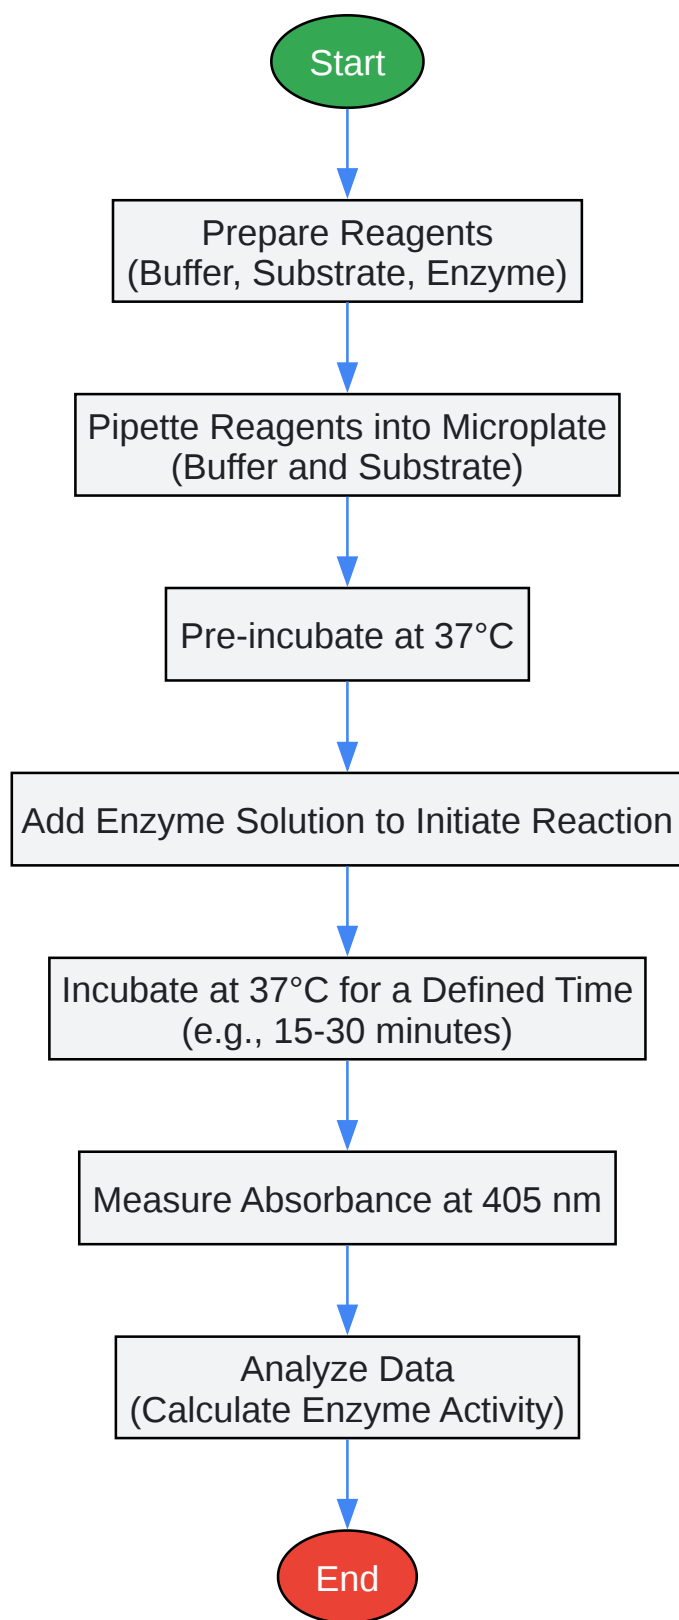 Start
Prepare Reagents
(Buffer, Substrate, Enzyme)
Pipette Reagents into Microplate
(Buffer and Substrate)
Pre-incubate at 37°C
Add Enzyme Solution to Initiate Reaction
Incubate at 37°C for a Defined Time
(e.g., 15-30 minutes)
Measure Absorbance at 405 nm
Analyze Data
(Calculate Enzyme Activity)
End